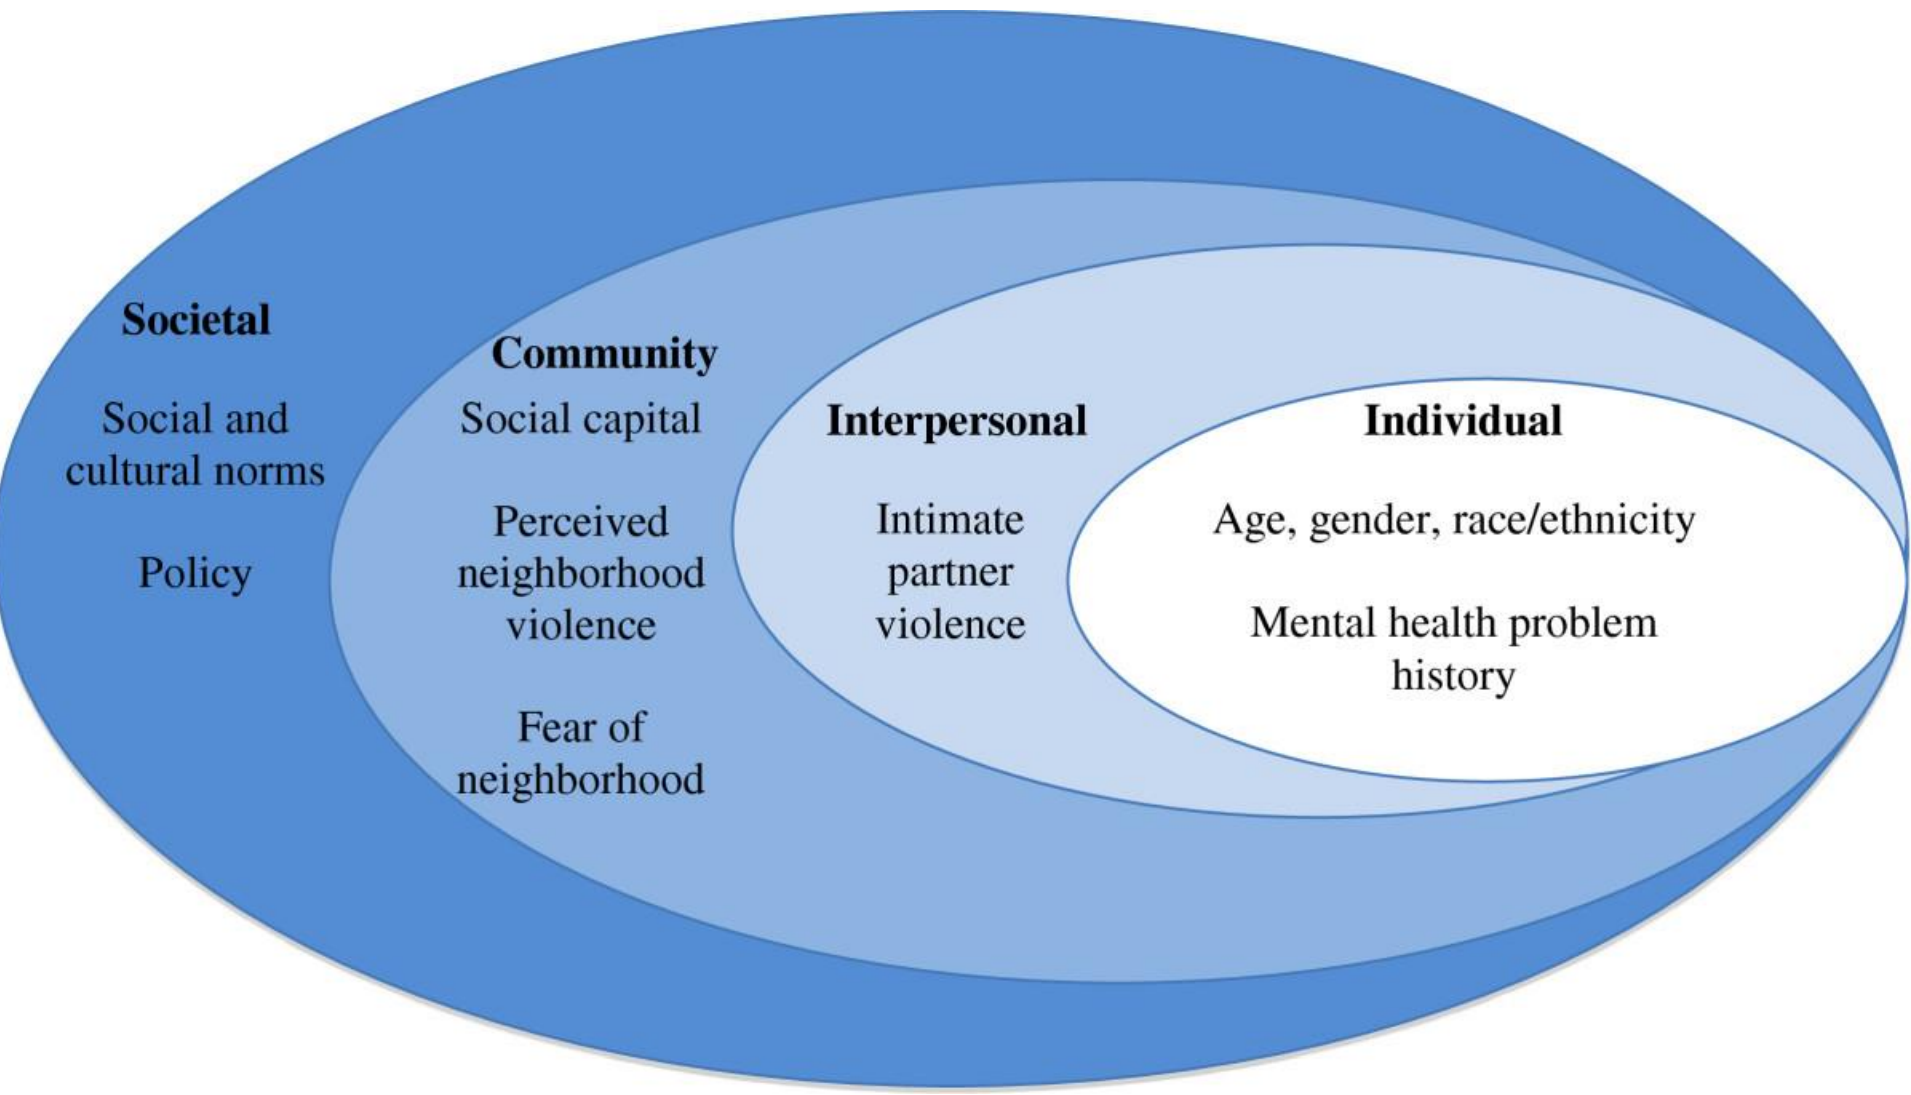 Societal
Social and
cultural norms
Policy
Community
Social capital
Perceived
neighborhood
violence
Fear of
neighborhood
Interpersonal
Intimate
partner
violence
Individual
Age, gender, race/ethnicity
Mental health problem
history